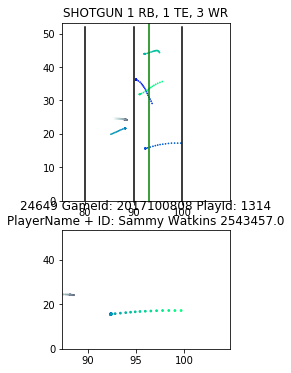 SHOTGUN 1 RB, 1 TE, 3 WR
50
40
30
20
10
0
80 90 100
24649 GameId: 2017100808 PlayId: 1314
PlayerName + ID: Sammy Watkins 2543457.0
40
20
0
90 95 100